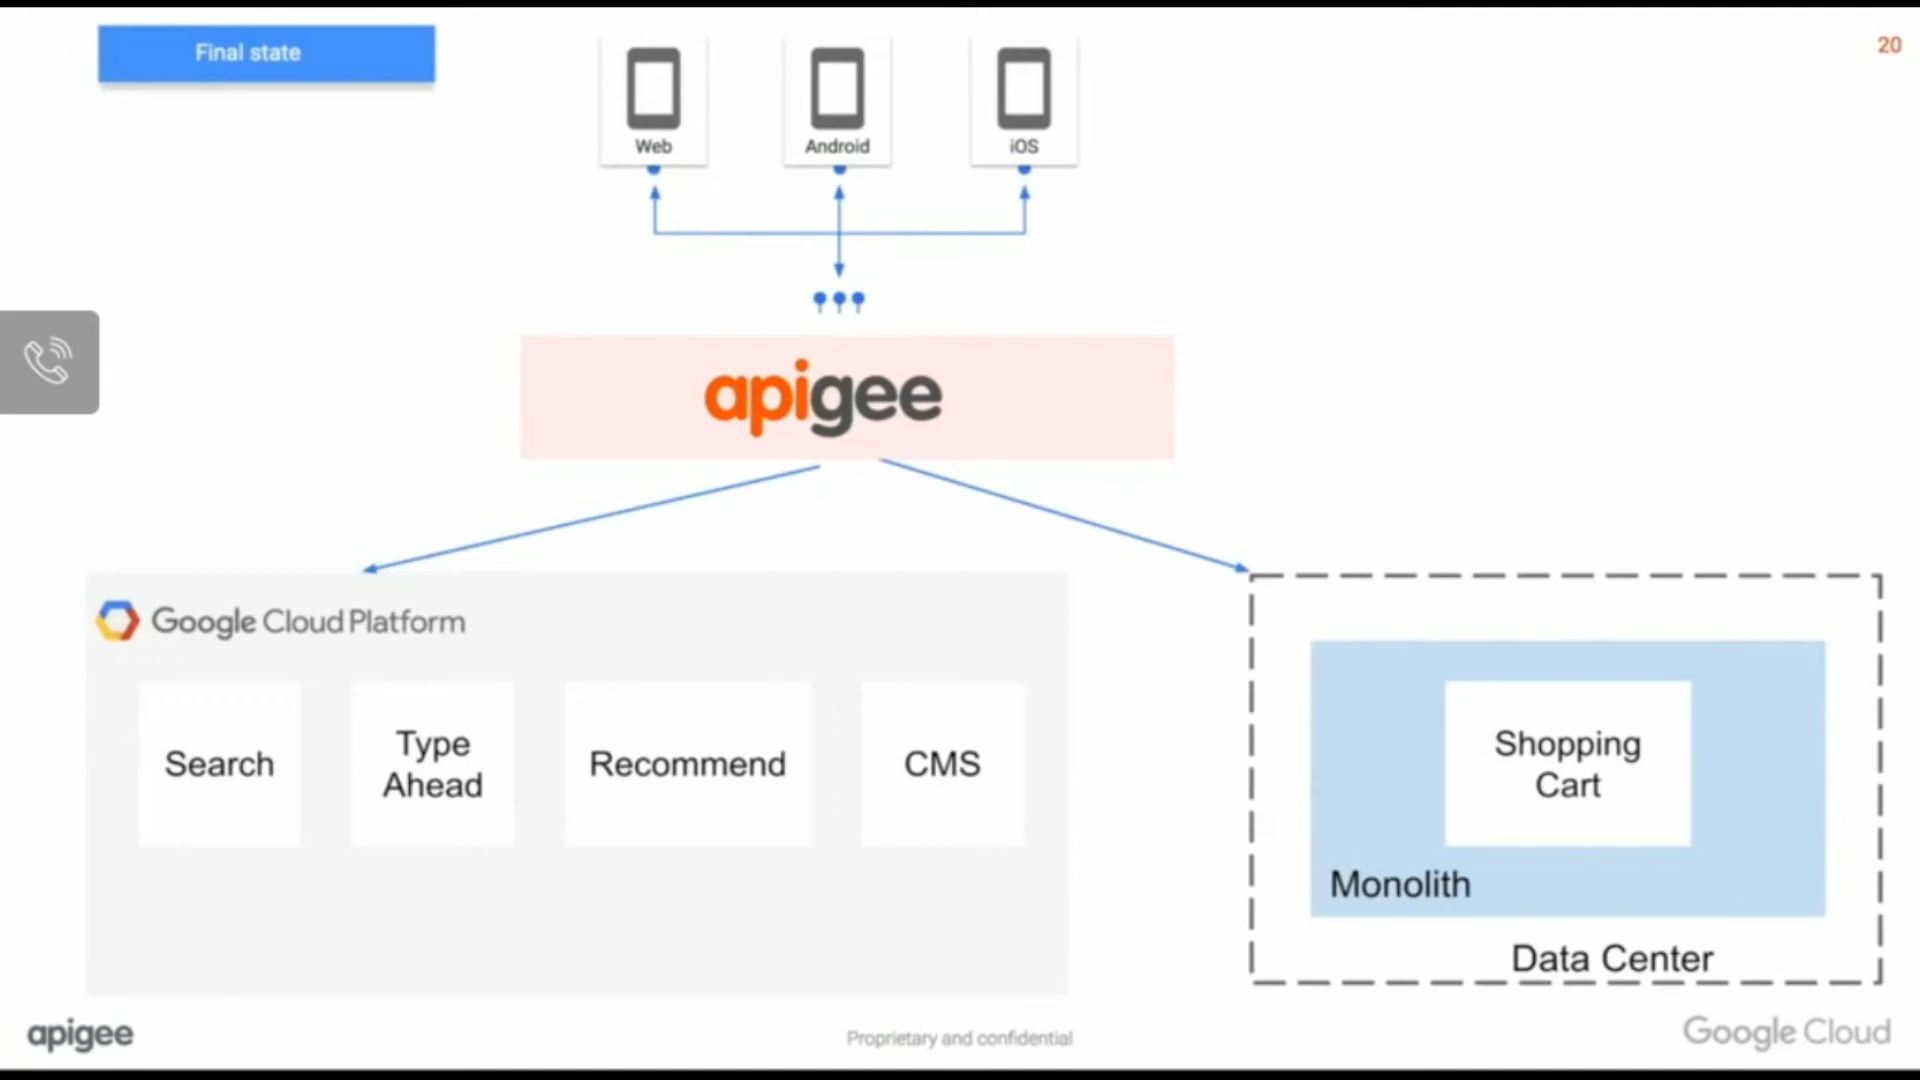 Final state
20
Web
Android
iOS
apigee
Google Cloud Platform
Search
Type
Ahead
Recommend
CMS
Shopping
Cart
Monolith
Data Center
apigee
Proprietary and confidential
Google Cloud